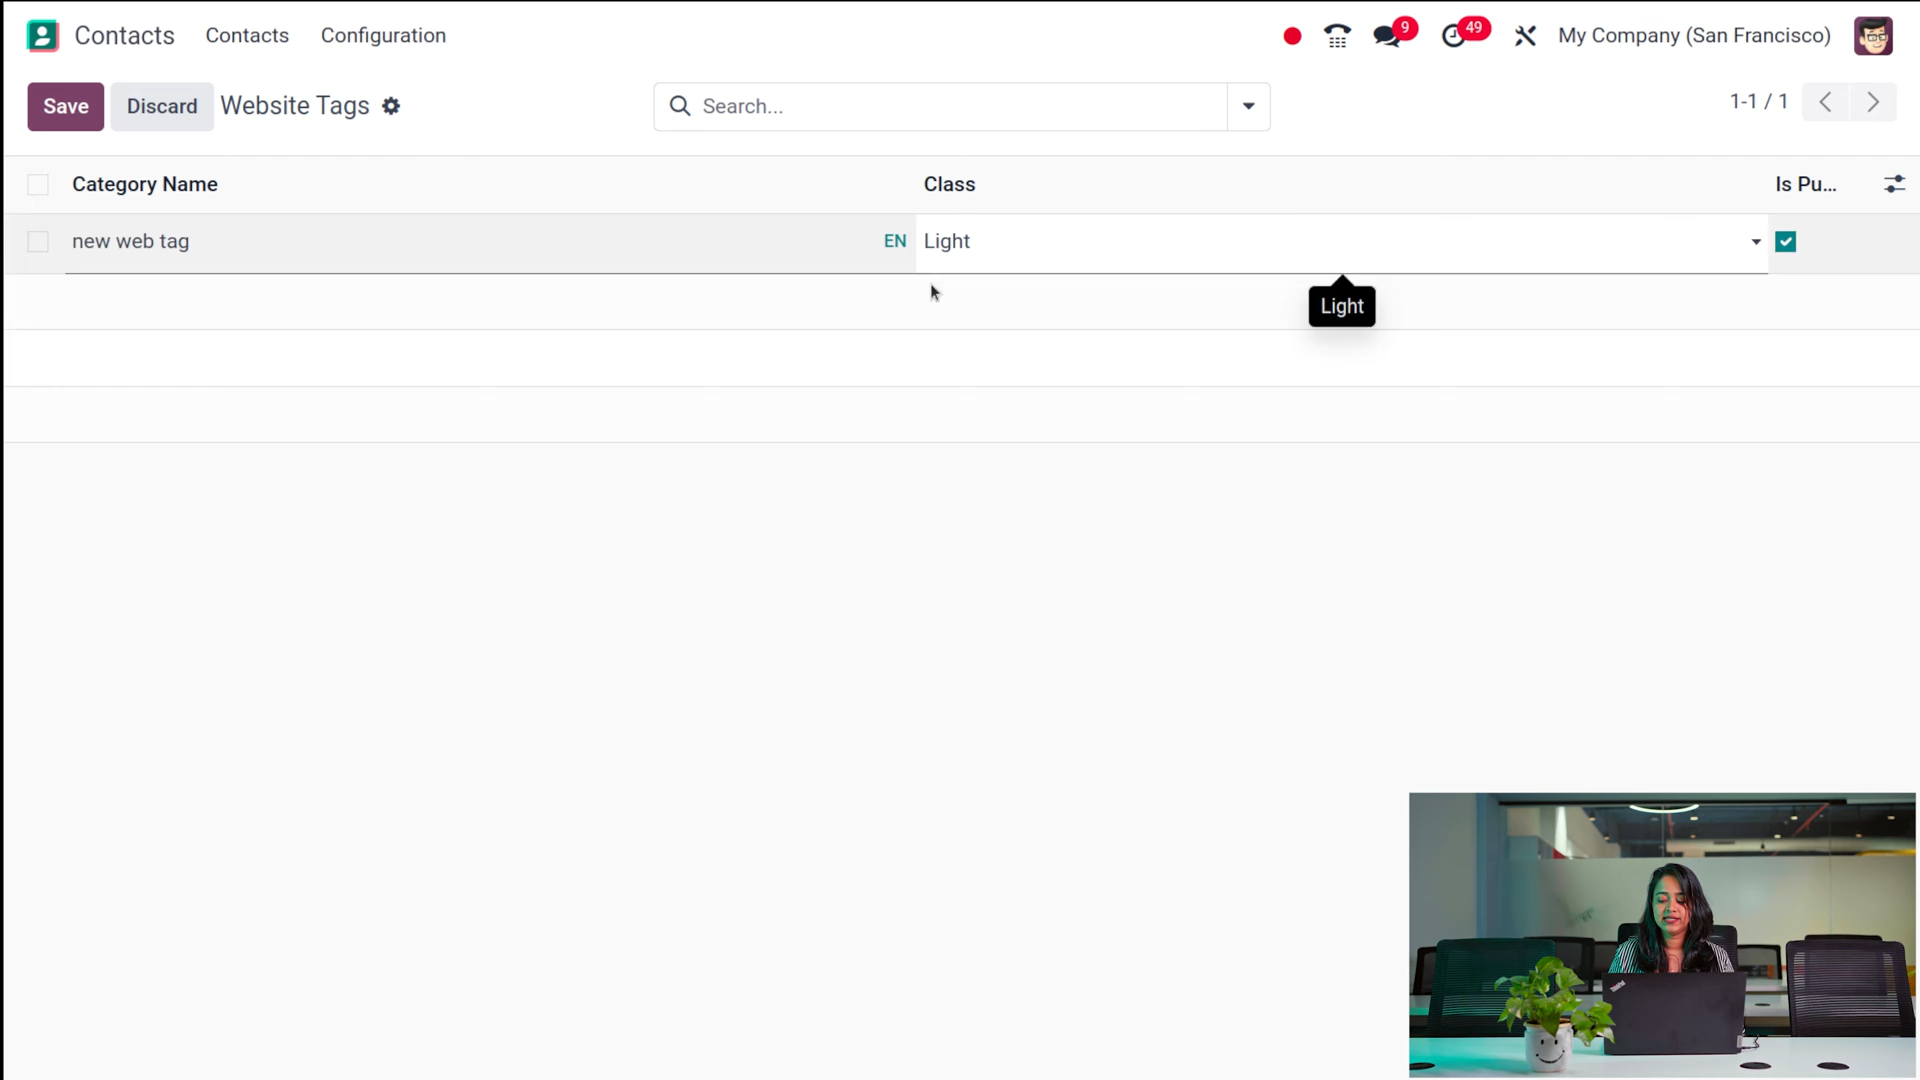 Contacts Contacts Configuration 9 49 My Company (San Francisco)
Save Discard Website Tags Search... 1-1 / 1
Category Name Class Is Pu...
new web tag EN Light
Light
ThinkPad